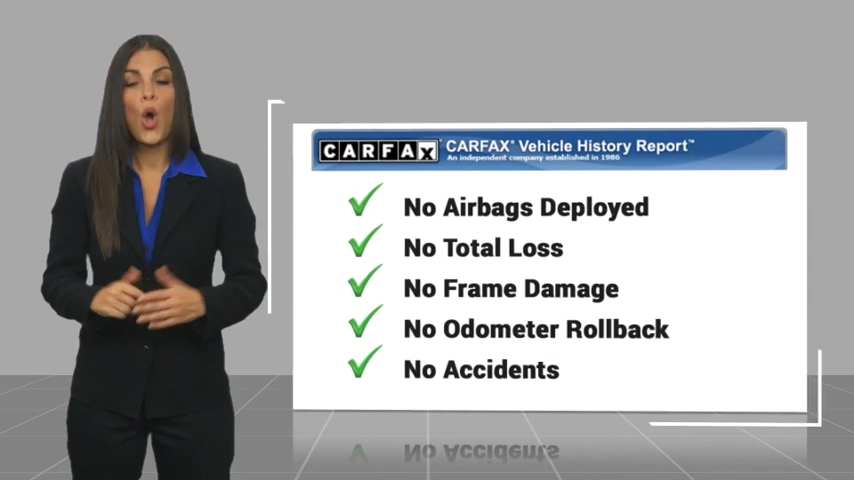 CARFAX
CARFAX® Vehicle History Report™
An independent company established in 1986
No Airbags Deployed
No Total Loss
No Frame Damage
No Odometer Rollback
No Accidents
No Accidents